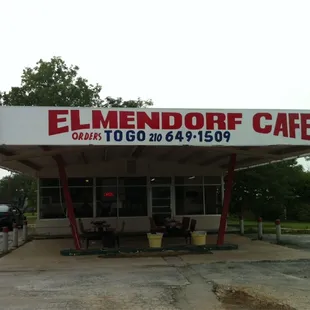 ELMENDORF CAFE
ORDERS TO GO 210 649-1509